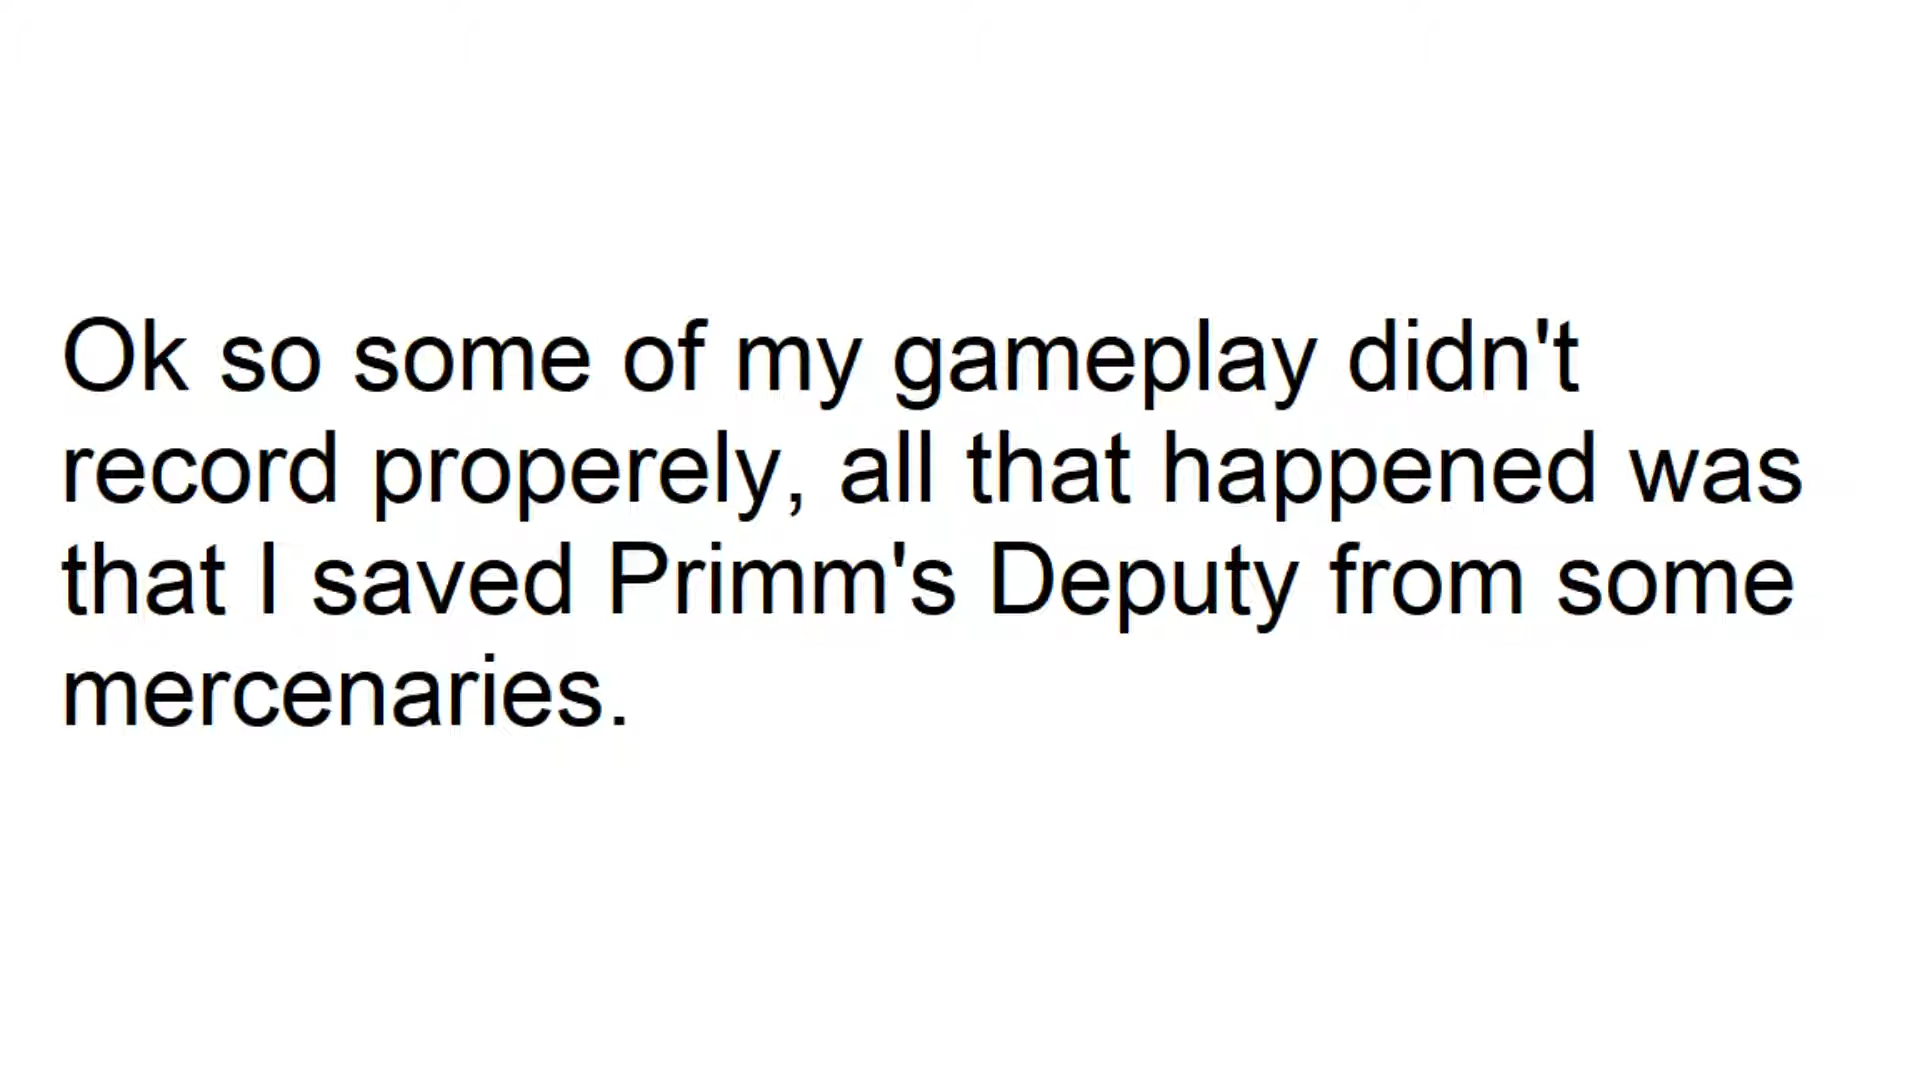 Ok so some of my gameplay didn't
record properely, all that happened was
that I saved Primm's Deputy from some
mercenaries.